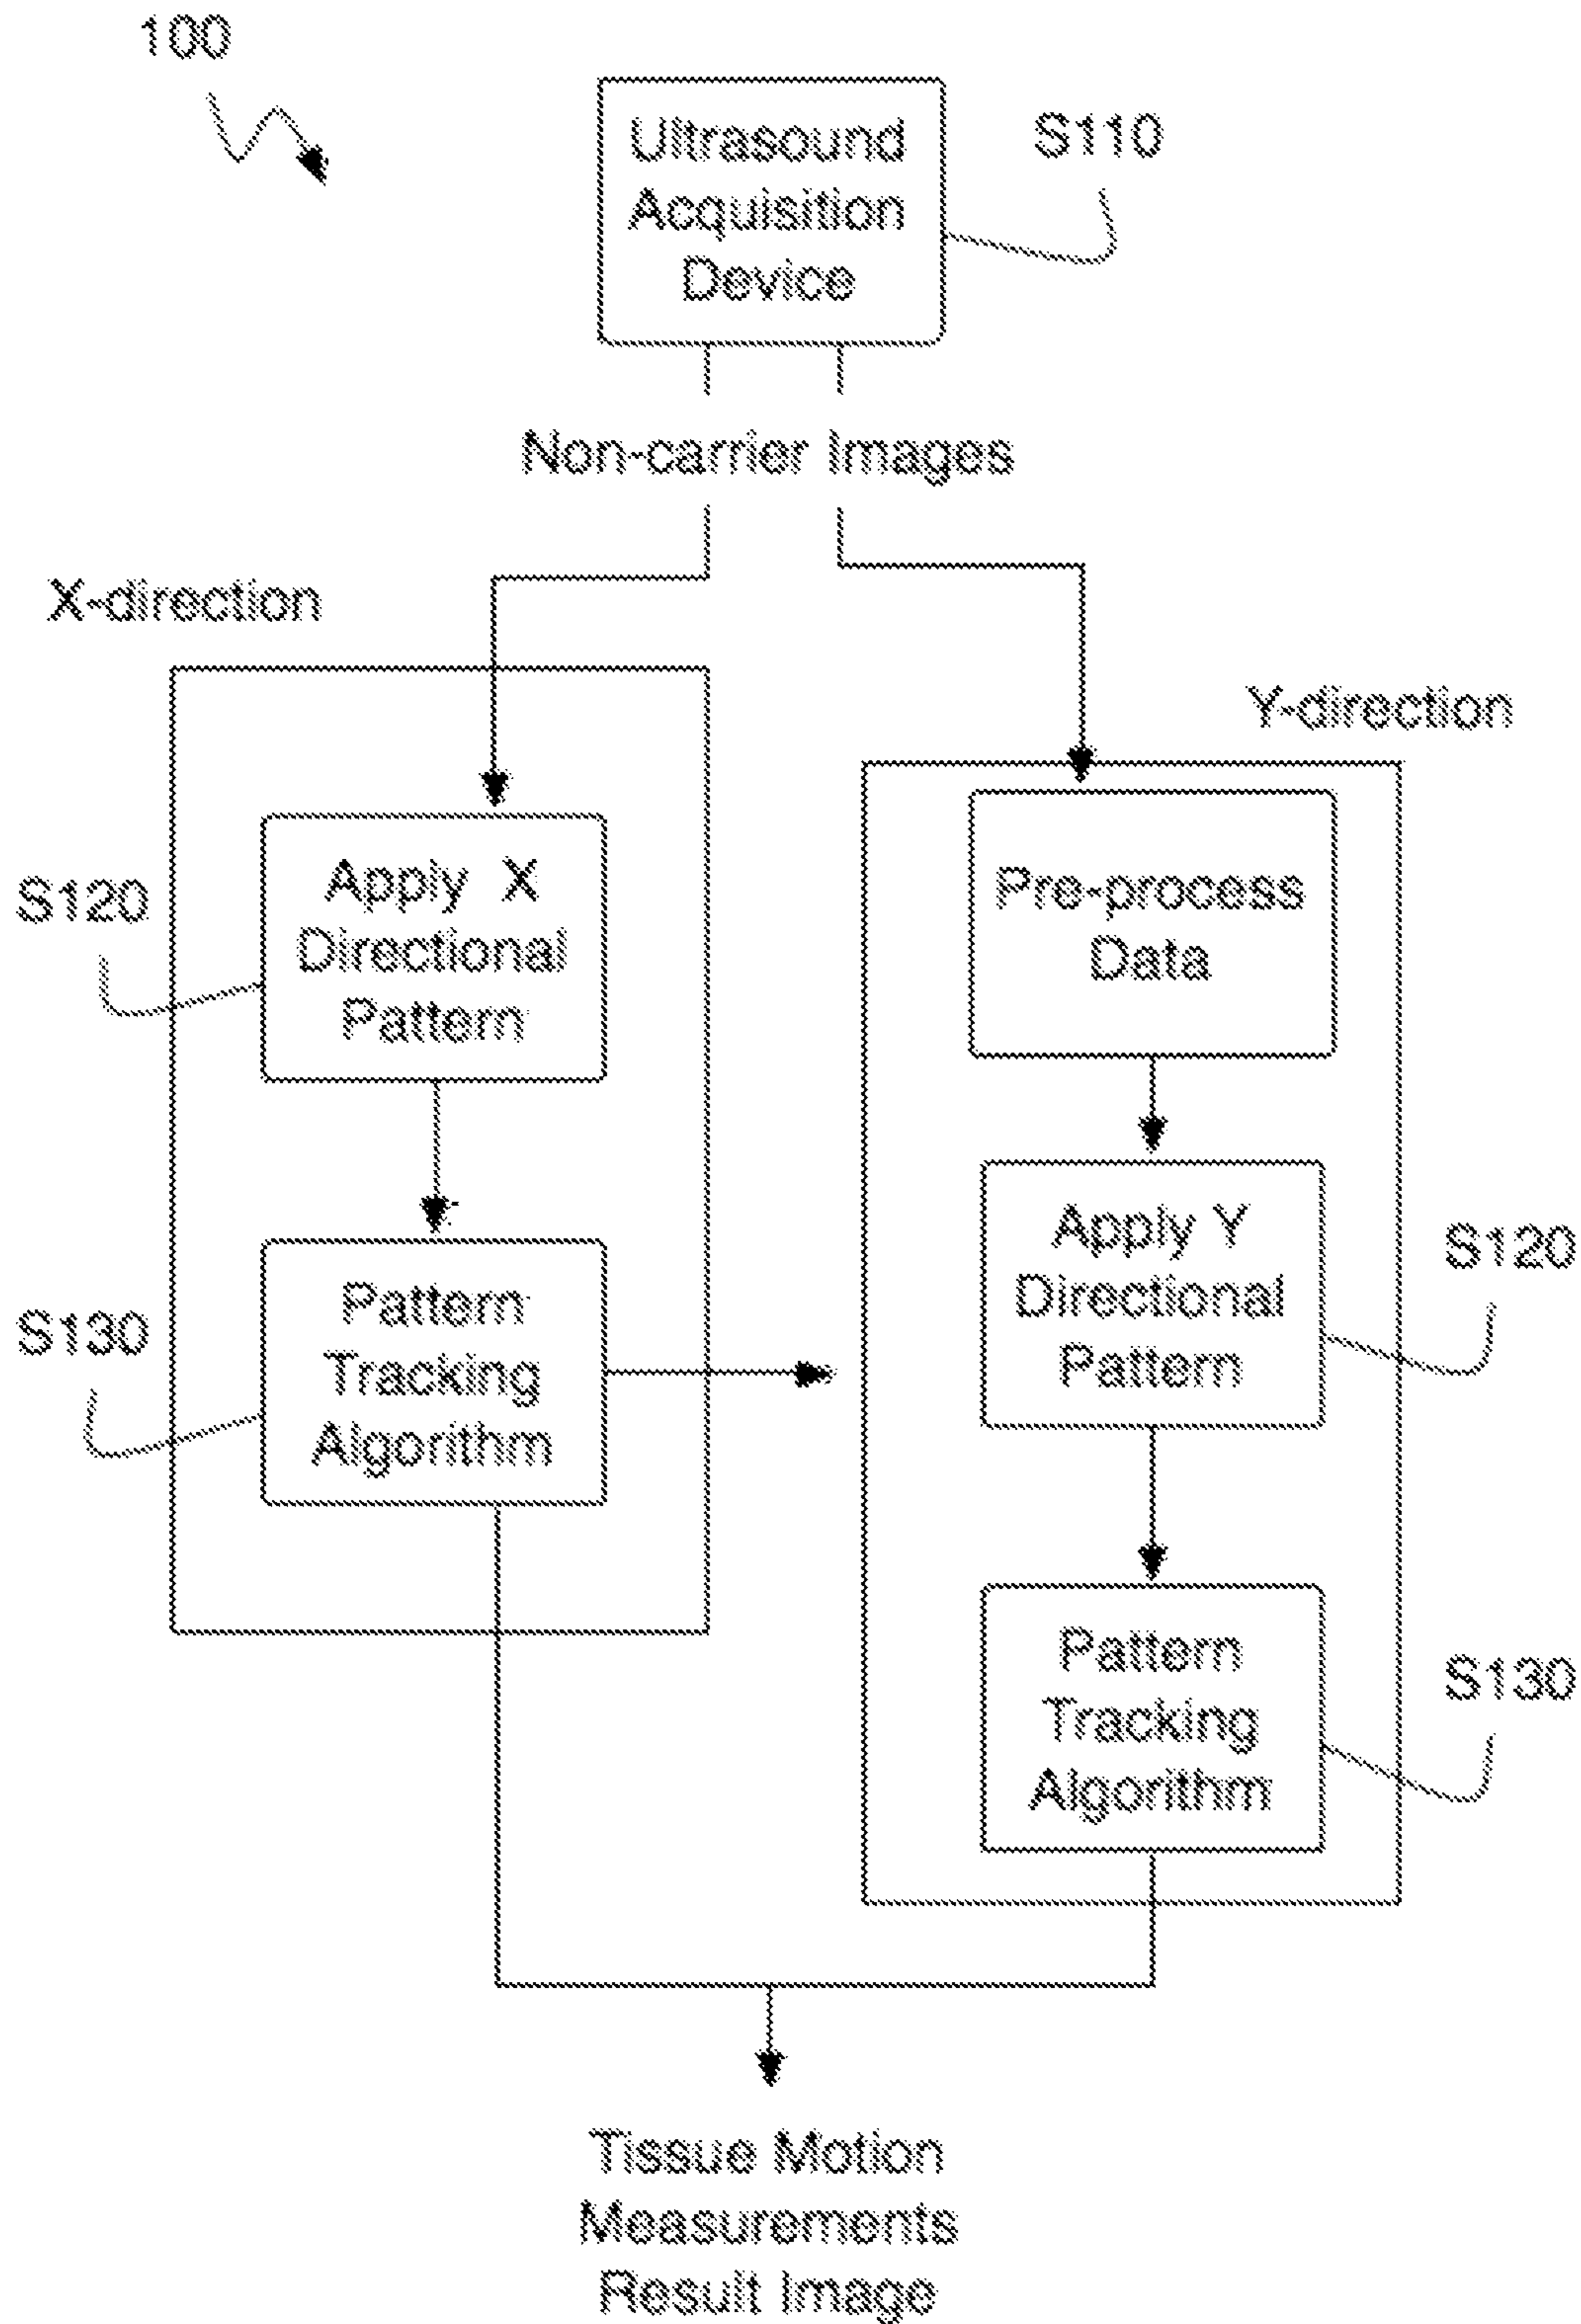 100
Ultrasound
Acquisition
Device
S110
Non-carrier Images
X-direction
Y-direction
S120
Apply X
Directional
Pattern
Pre-process
Data
S130
Pattern
Tracking
Algorithm
Apply Y
Directional
Pattern
S120
Pattern
Tracking
Algorithm
S130
Tissue Motion
Measurements
Result Image